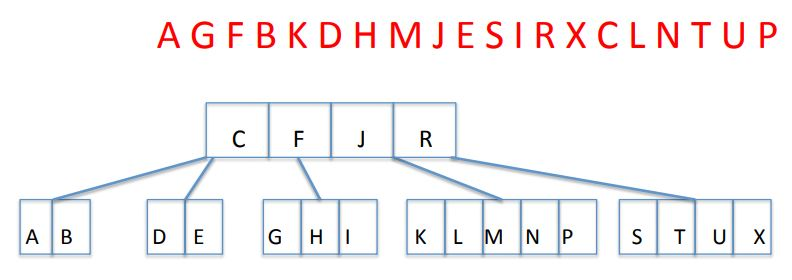 A G F B K D H M J E S I R X C L N T U P
C F J R
A B D E G H I K L M N P S T U X